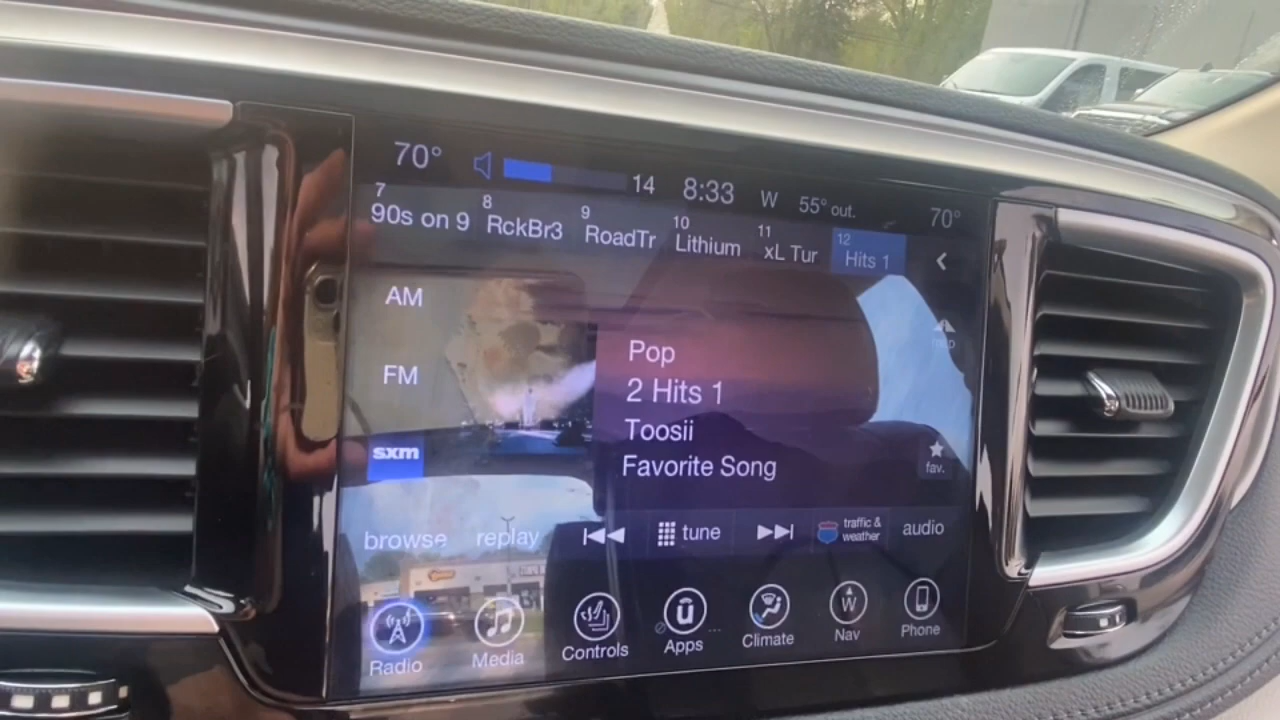 70° 14 8:33 W 55° out. 70°
7 8 9 10 11 12
90s on 9 RckBr3 RoadTr Lithium xL Tur Hits 1
AM
FM
sxm
Pop
2 Hits 1
Toosii
Favorite Song
fav.
browse replay tune traffic & weather audio
Radio Media Controls Apps Climate W Nav Phone